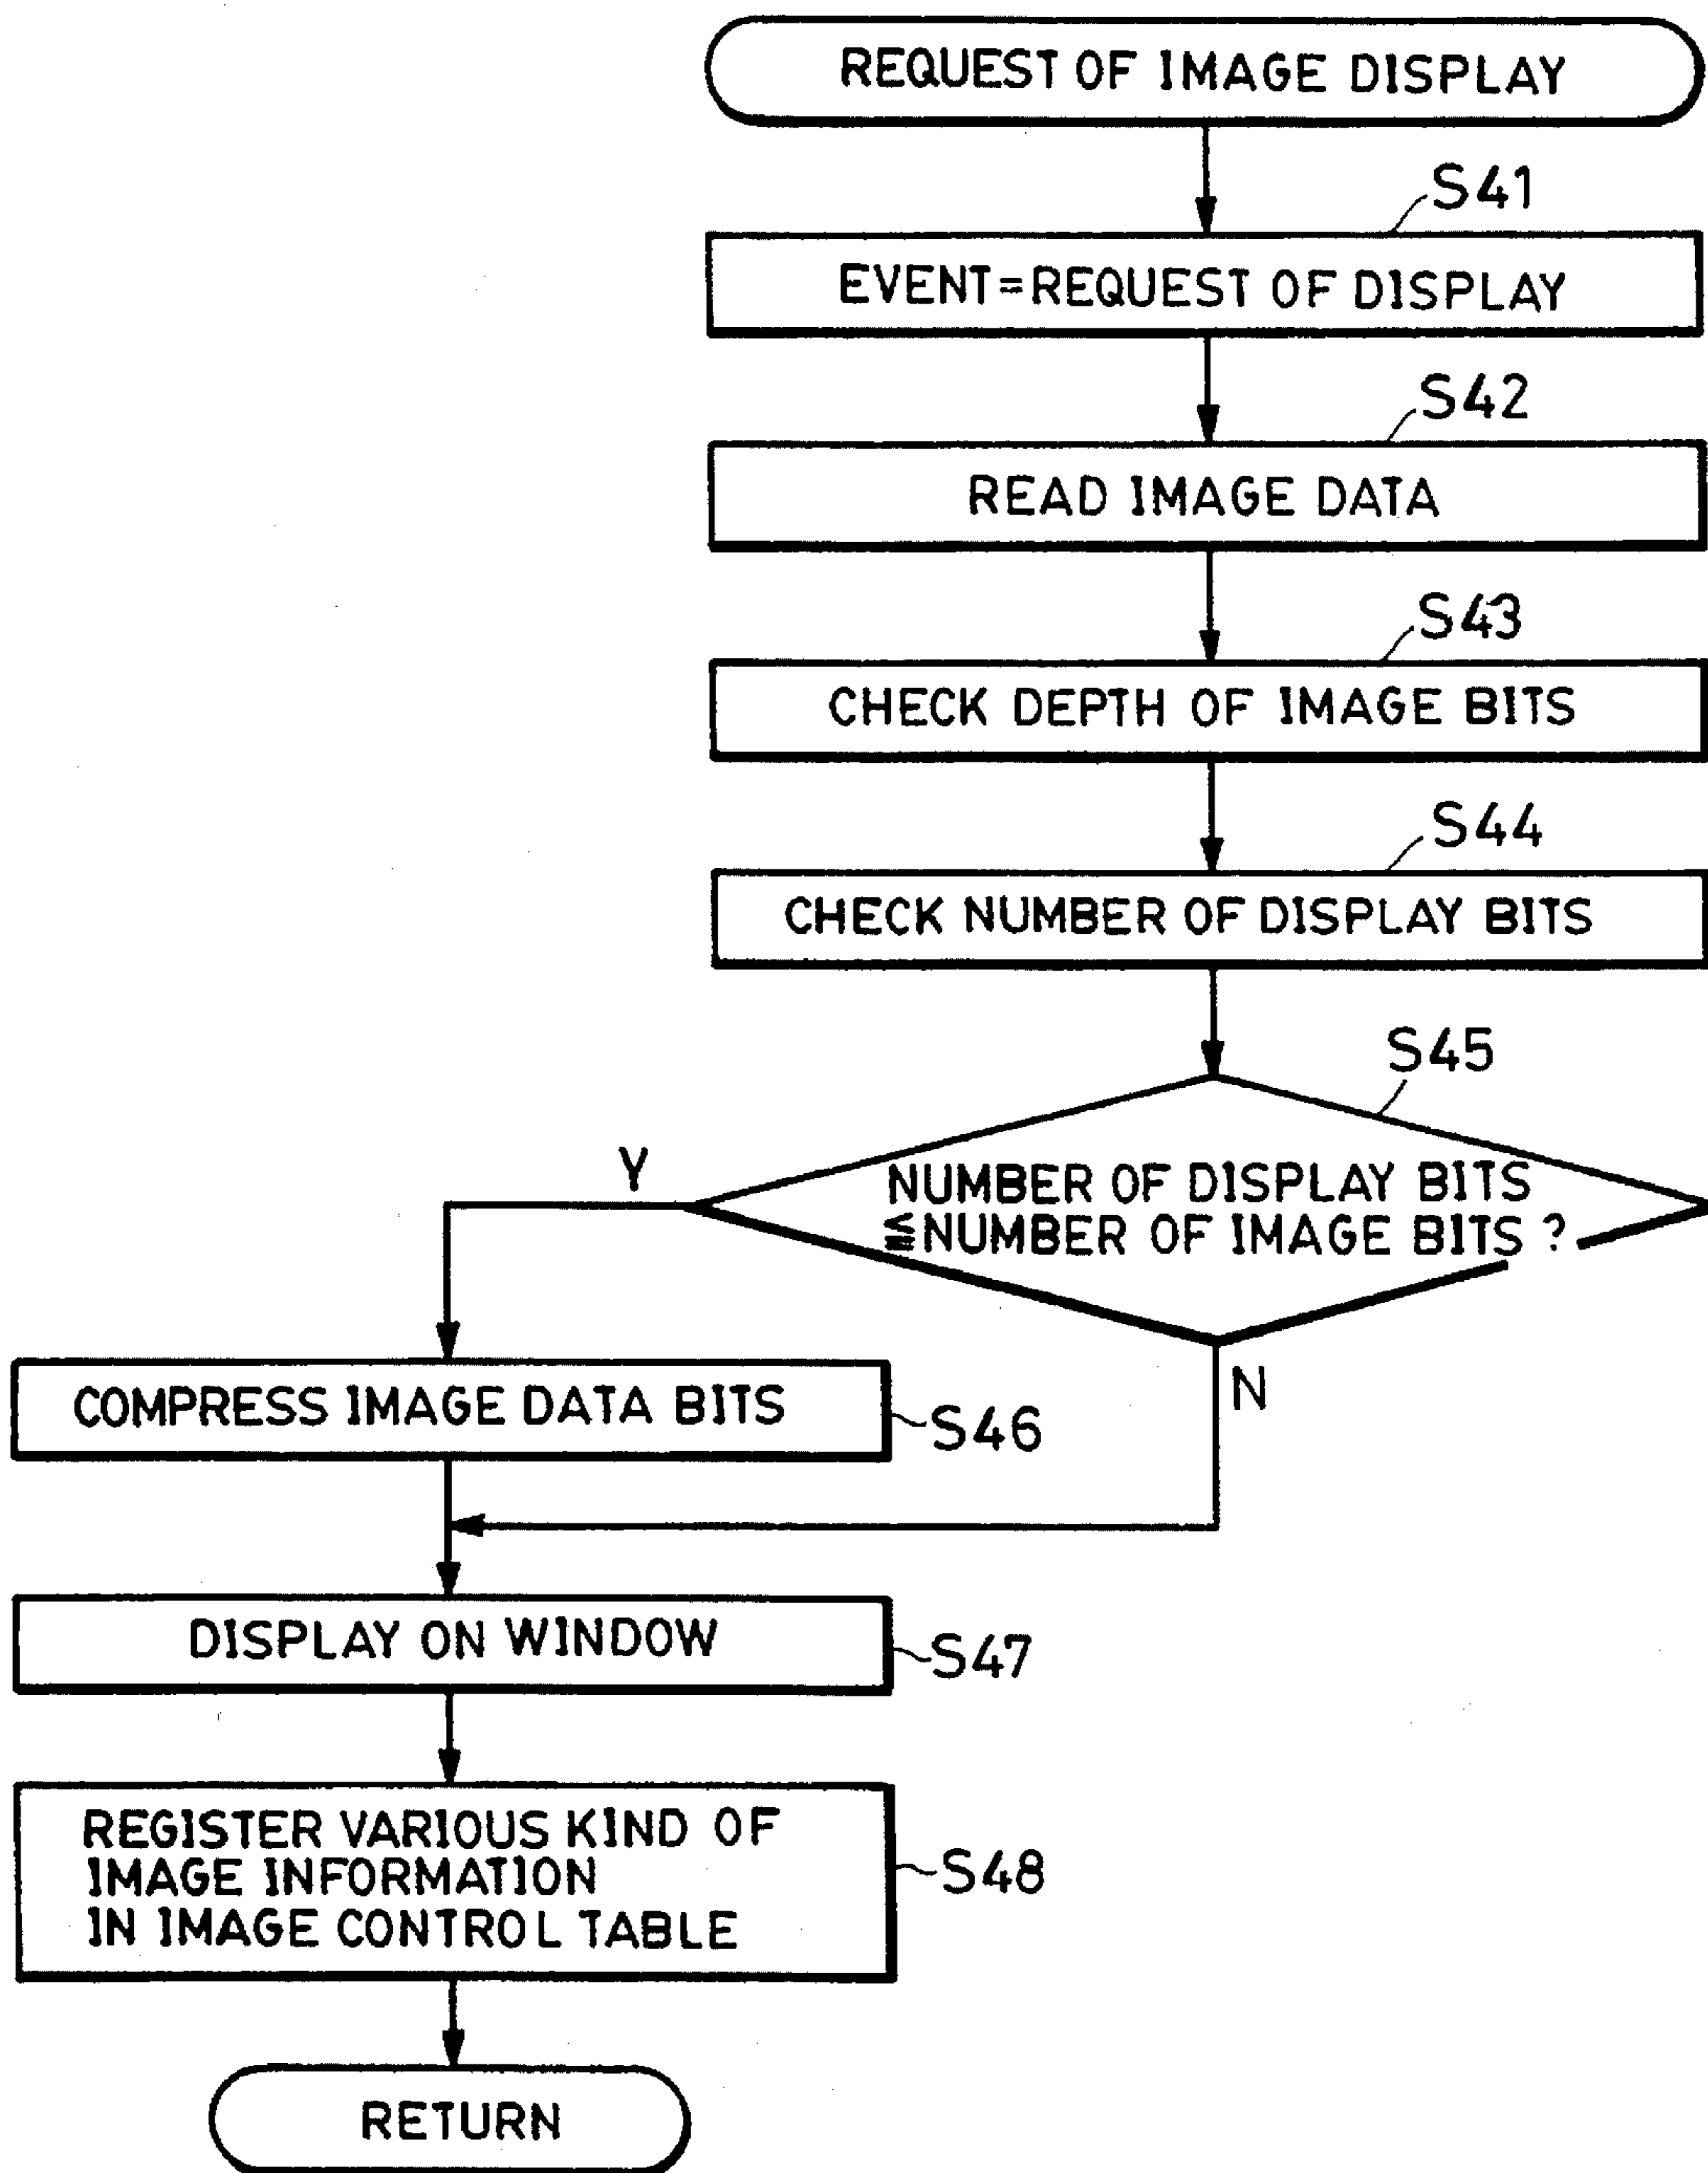 REQUEST OF IMAGE DISPLAY
S41
EVENT=REQUEST OF DISPLAY
S42
READ IMAGE DATA
S43
CHECK DEPTH OF IMAGE BITS
S44
CHECK NUMBER OF DISPLAY BITS
S45
NUMBER OF DISPLAY BITS
≦NUMBER OF IMAGE BITS ?
Y
N
COMPRESS IMAGE DATA BITS
S46
DISPLAY ON WINDOW
S47
REGISTER VARIOUS KIND OF
IMAGE INFORMATION
IN IMAGE CONTROL TABLE
S48
RETURN